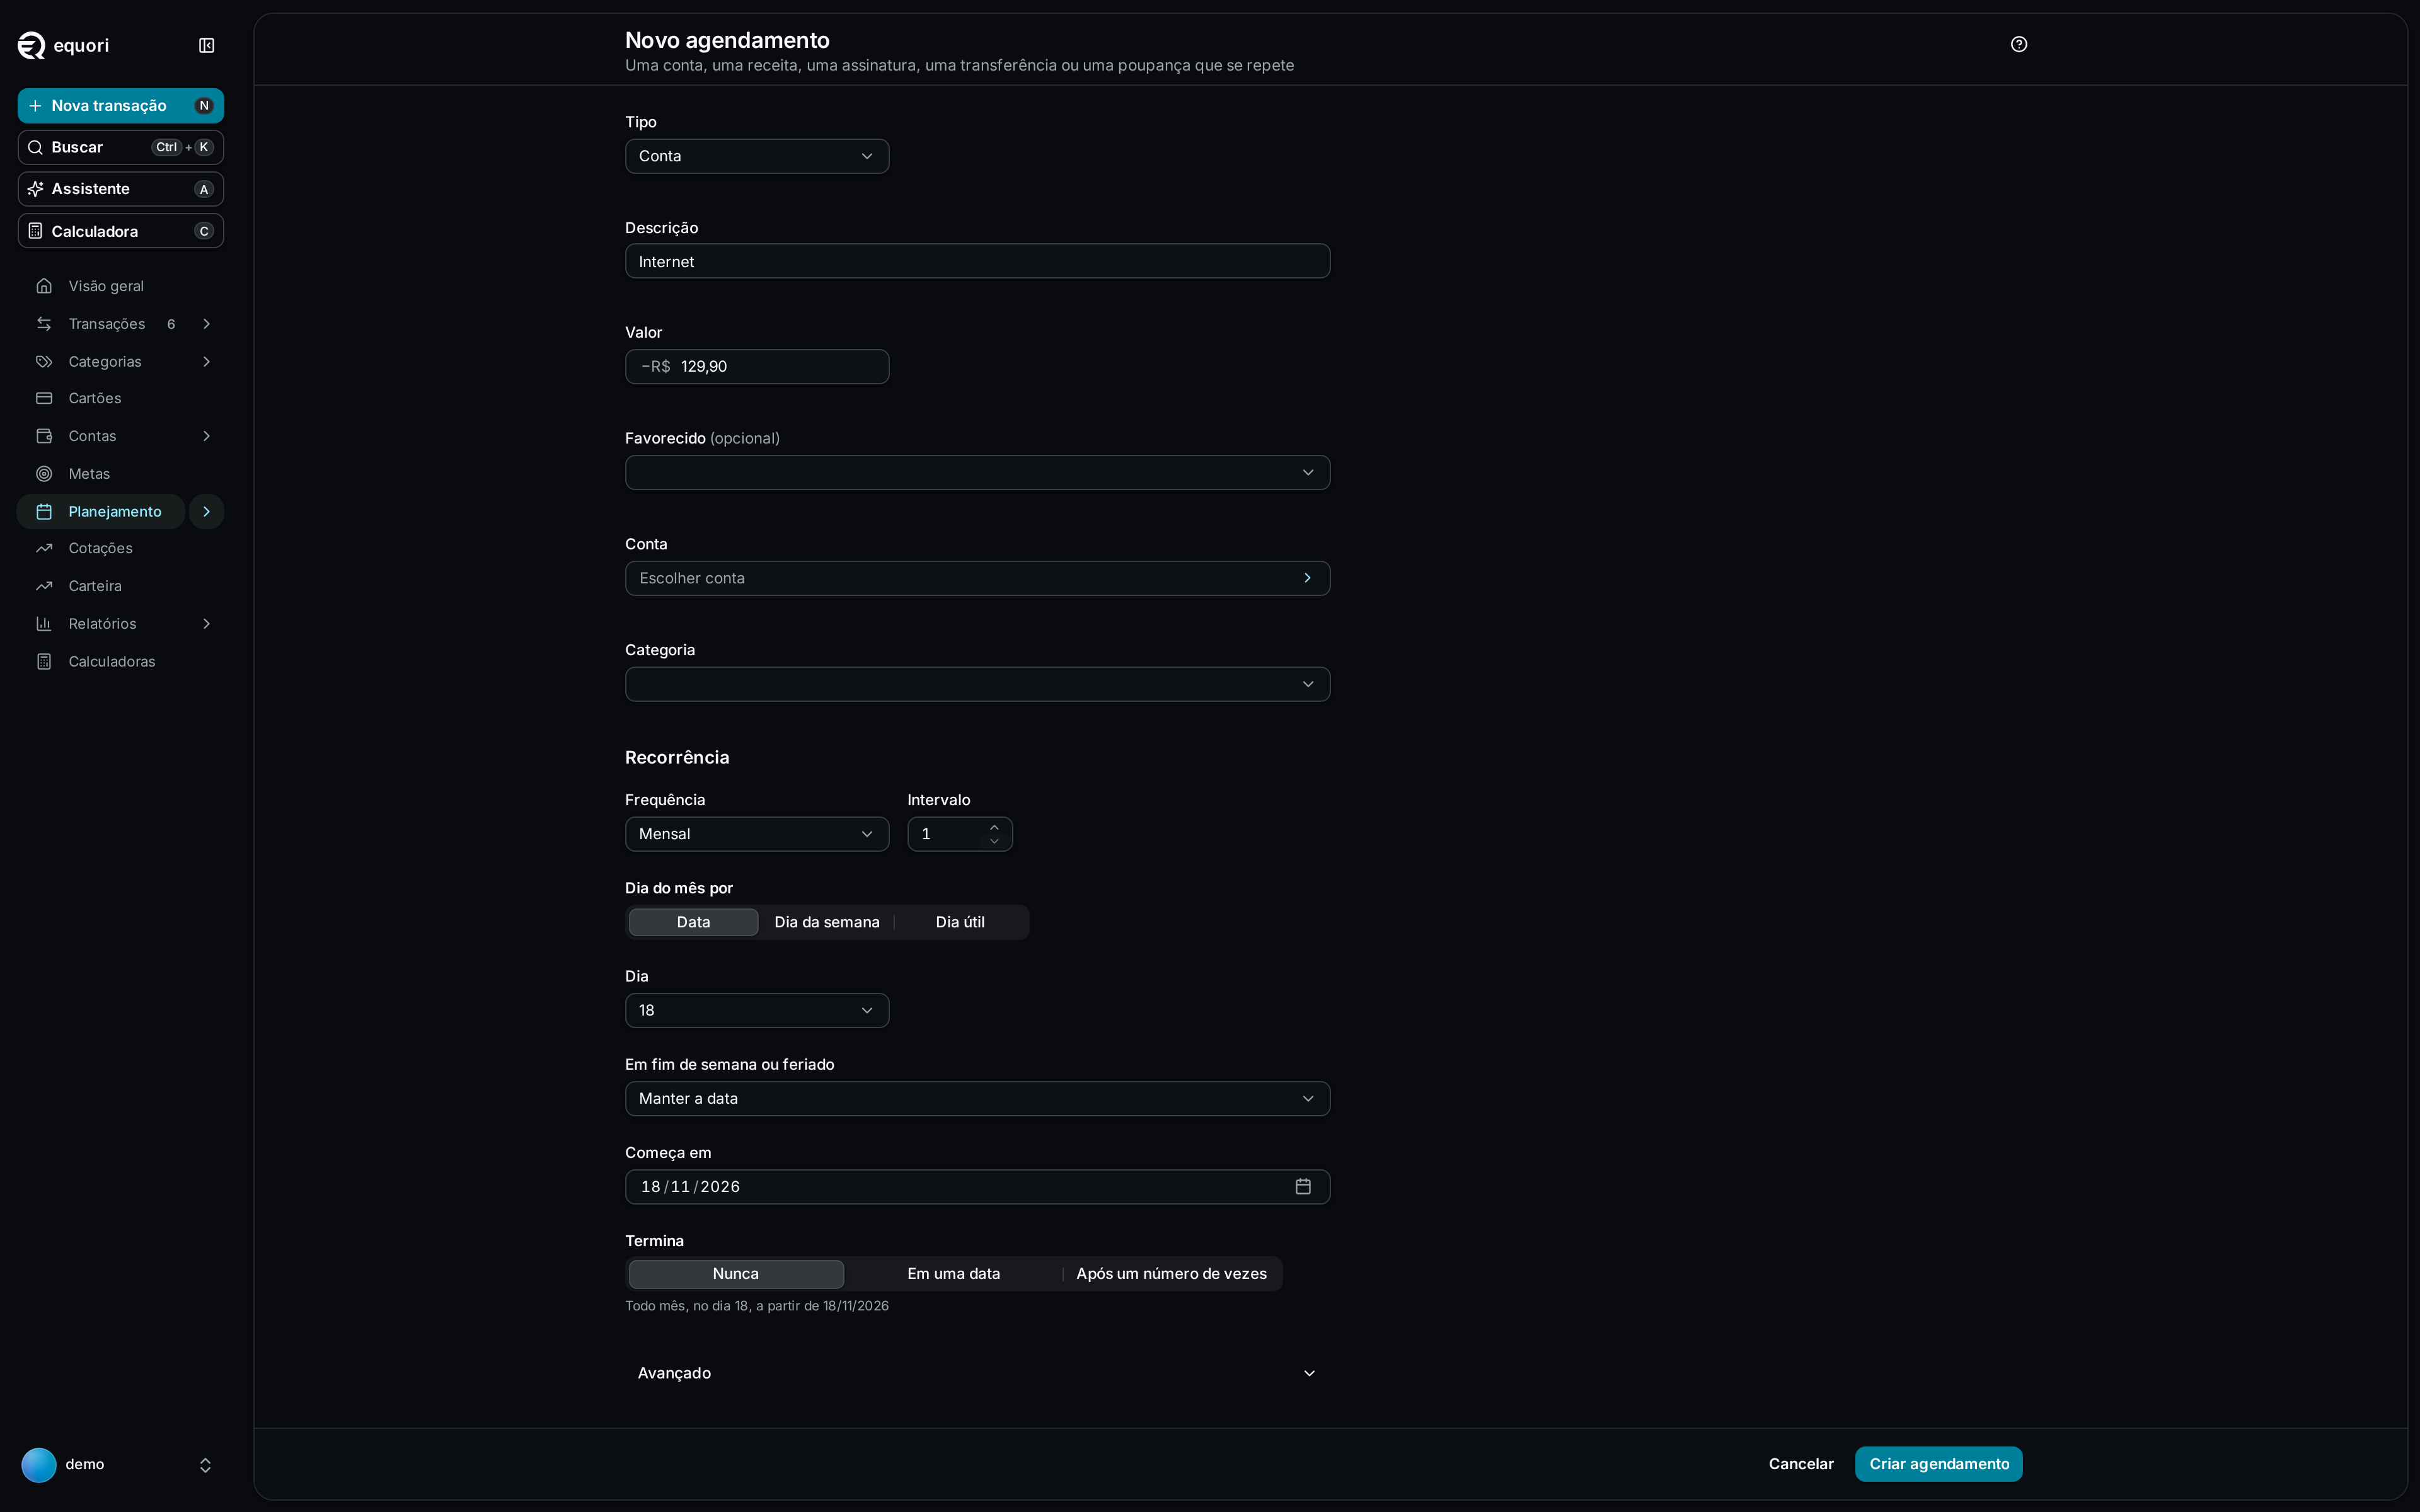 equori
Nova transação N
Buscar Ctrl + K
Assistente A
Calculadora C
Visão geral
Transações 6
Categorias
Cartões
Contas
Metas
Planejamento
Cotações
Carteira
Relatórios
Calculadoras
demo
Novo agendamento
Uma conta, uma receita, uma assinatura, uma transferência ou uma poupança que se repete
Tipo
Conta
Descrição
Internet
Valor
−R$ 129,90
Favorecido (opcional)
Conta
Escolher conta
Categoria
Recorrência
Frequência Intervalo
Mensal 1
Dia do mês por
Data Dia da semana Dia útil
Dia
18
Em fim de semana ou feriado
Manter a data
Começa em
18/11/2026
Termina
Nunca Em uma data Após um número de vezes
Todo mês, no dia 18, a partir de 18/11/2026
Avançado
Cancelar Criar agendamento